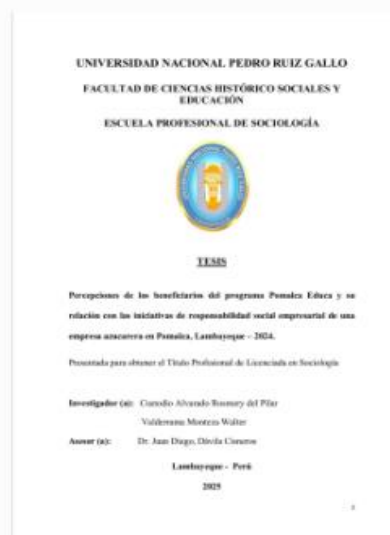 UNIVERSIDAD NACIONAL PEDRO RUIZ GALLO
FACULTAD DE CIENCIAS HISTÓRICO SOCIALES Y
EDUCACIÓN
ESCUELA PROFESIONAL DE SOCIOLOGÍA
TESIS
Percepciones de los beneficiarios del programa Pomalca Educa y su
relación con las iniciativas de responsabilidad social empresarial de una
empresa azucarera en Pomalca, Lambayeque – 2024.
Presentada para obtener el Título Profesional de Licenciada en Sociología
Investigador (a): Custodio Alvarado Rosmery del Pilar
Valderrama Monteza Walter
Asesor (a): Dr. Juan Diego, Dávila Cisneros
Lambayeque - Perú
2025